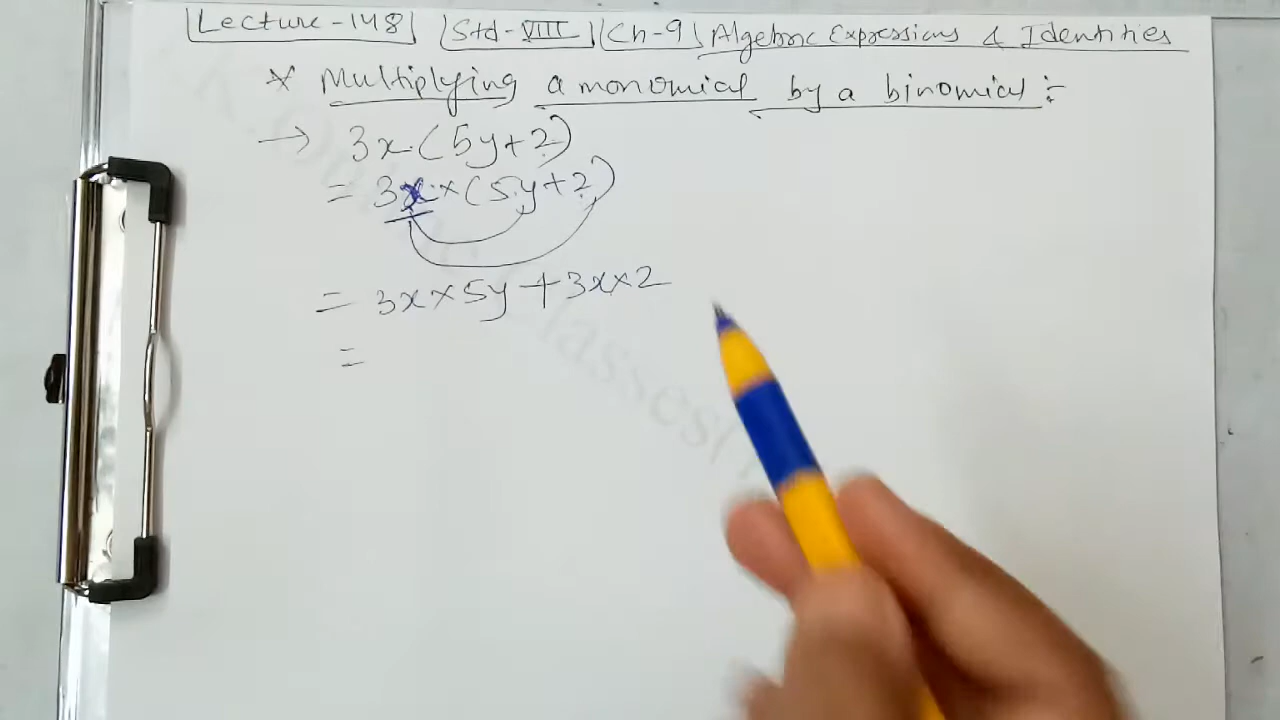 Lecture-148 Std-VIII Ch-9 Algebraic Expressions & Identities
* Multiplying a monomial by a binomial :-
→ 3x(5y+2)
= 3x×(5y+2)
= 3x×5y+3x×2
=
Classes(